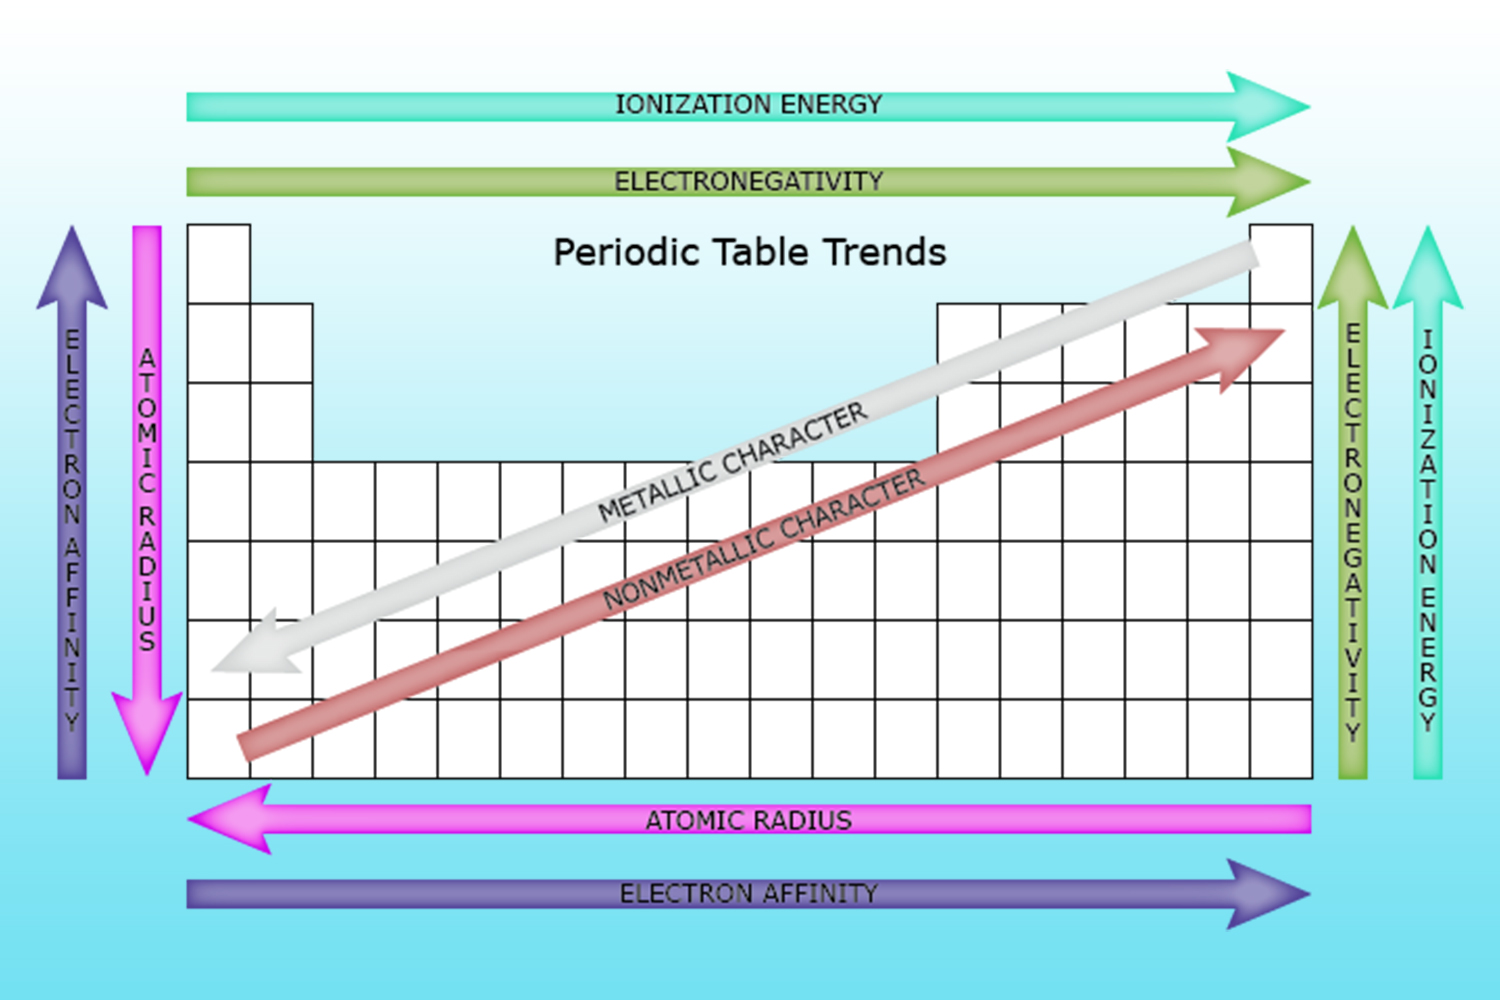 IONIZATION ENERGY
ELECTRONEGATIVITY
Periodic Table Trends
ELECTRON AFFINITY
ATOMIC RADIUS
METALLIC CHARACTER
NONMETALLIC CHARACTER
ELECTRONEGATIVITY
IONIZATION ENERGY
ATOMIC RADIUS
ELECTRON AFFINITY